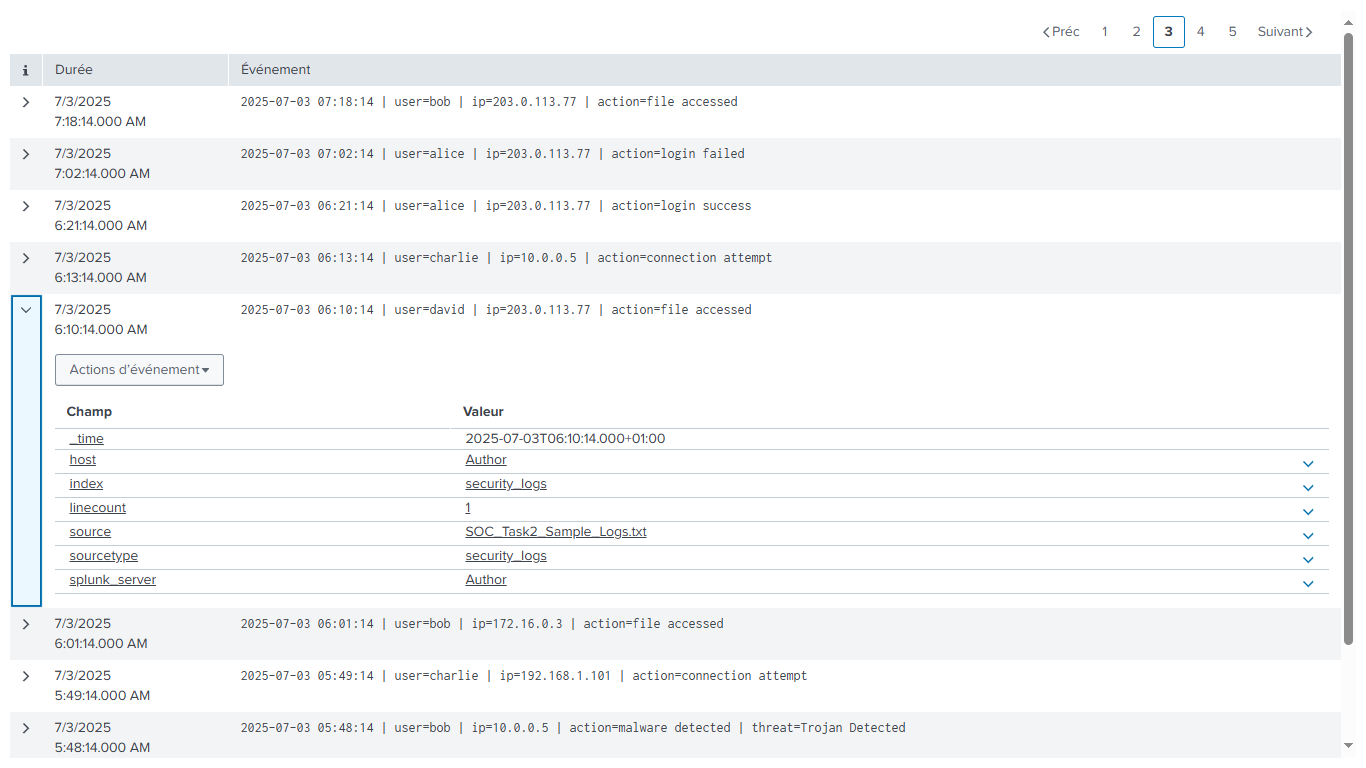 Préc 1 2 3 4 5 Suivant
i Durée Événement
7/3/2025 2025-07-03 07:18:14 | user=bob | ip=203.0.113.77 | action=file accessed
7:18:14.000 AM
7/3/2025 2025-07-03 07:02:14 | user=alice | ip=203.0.113.77 | action=login failed
7:02:14.000 AM
7/3/2025 2025-07-03 06:21:14 | user=alice | ip=203.0.113.77 | action=login success
6:21:14.000 AM
7/3/2025 2025-07-03 06:13:14 | user=charlie | ip=10.0.0.5 | action=connection attempt
6:13:14.000 AM
7/3/2025 2025-07-03 06:10:14 | user=david | ip=203.0.113.77 | action=file accessed
6:10:14.000 AM
Actions d’événement
Champ Valeur
_time 2025-07-03T06:10:14.000+01:00
host Author
index security_logs
linecount 1
source SOC_Task2_Sample_Logs.txt
sourcetype security_logs
splunk_server Author
7/3/2025 2025-07-03 06:01:14 | user=bob | ip=172.16.0.3 | action=file accessed
6:01:14.000 AM
7/3/2025 2025-07-03 05:49:14 | user=charlie | ip=192.168.1.101 | action=connection attempt
5:49:14.000 AM
7/3/2025 2025-07-03 05:48:14 | user=bob | ip=10.0.0.5 | action=malware detected | threat=Trojan Detected
5:48:14.000 AM